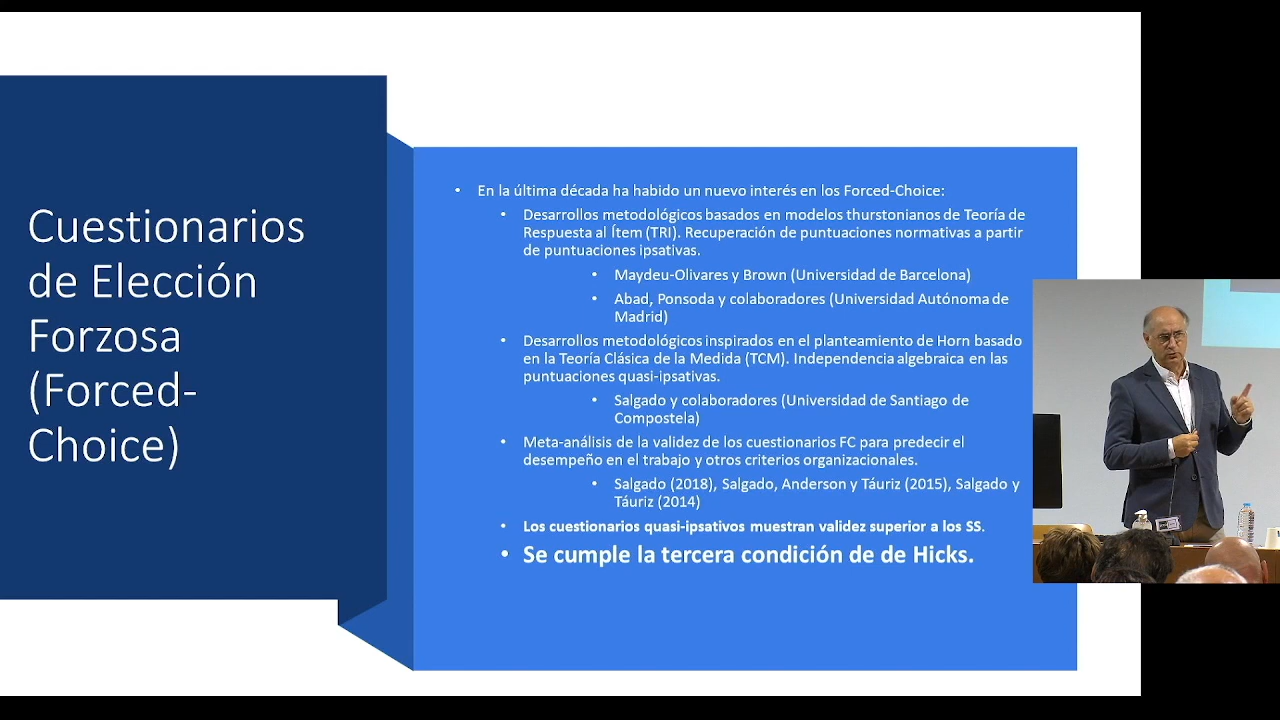 Cuestionarios
de Elección
Forzosa
(Forced-
Choice)
• En la última década ha habido un nuevo interés en los Forced-Choice:
• Desarrollos metodológicos basados en modelos thurstonianos de Teoría de
Respuesta al Ítem (TRI). Recuperación de puntuaciones normativas a partir
de puntuaciones ipsativas.
• Maydeu-Olivares y Brown (Universidad de Barcelona)
• Abad, Ponsoda y colaboradores (Universidad Autónoma de
Madrid)
• Desarrollos metodológicos inspirados en el planteamiento de Horn basado
en la Teoría Clásica de la Medida (TCM). Independencia algebraica en las
puntuaciones quasi-ipsativas.
• Salgado y colaboradores (Universidad de Santiago de
Compostela)
• Meta-análisis de la validez de los cuestionarios FC para predecir el
desempeño en el trabajo y otros criterios organizacionales.
• Salgado (2018), Salgado, Anderson y Táuriz (2015), Salgado y
Táuriz (2014)
• Los cuestionarios quasi-ipsativos muestran validez superior a los SS.
• Se cumple la tercera condición de de Hicks.